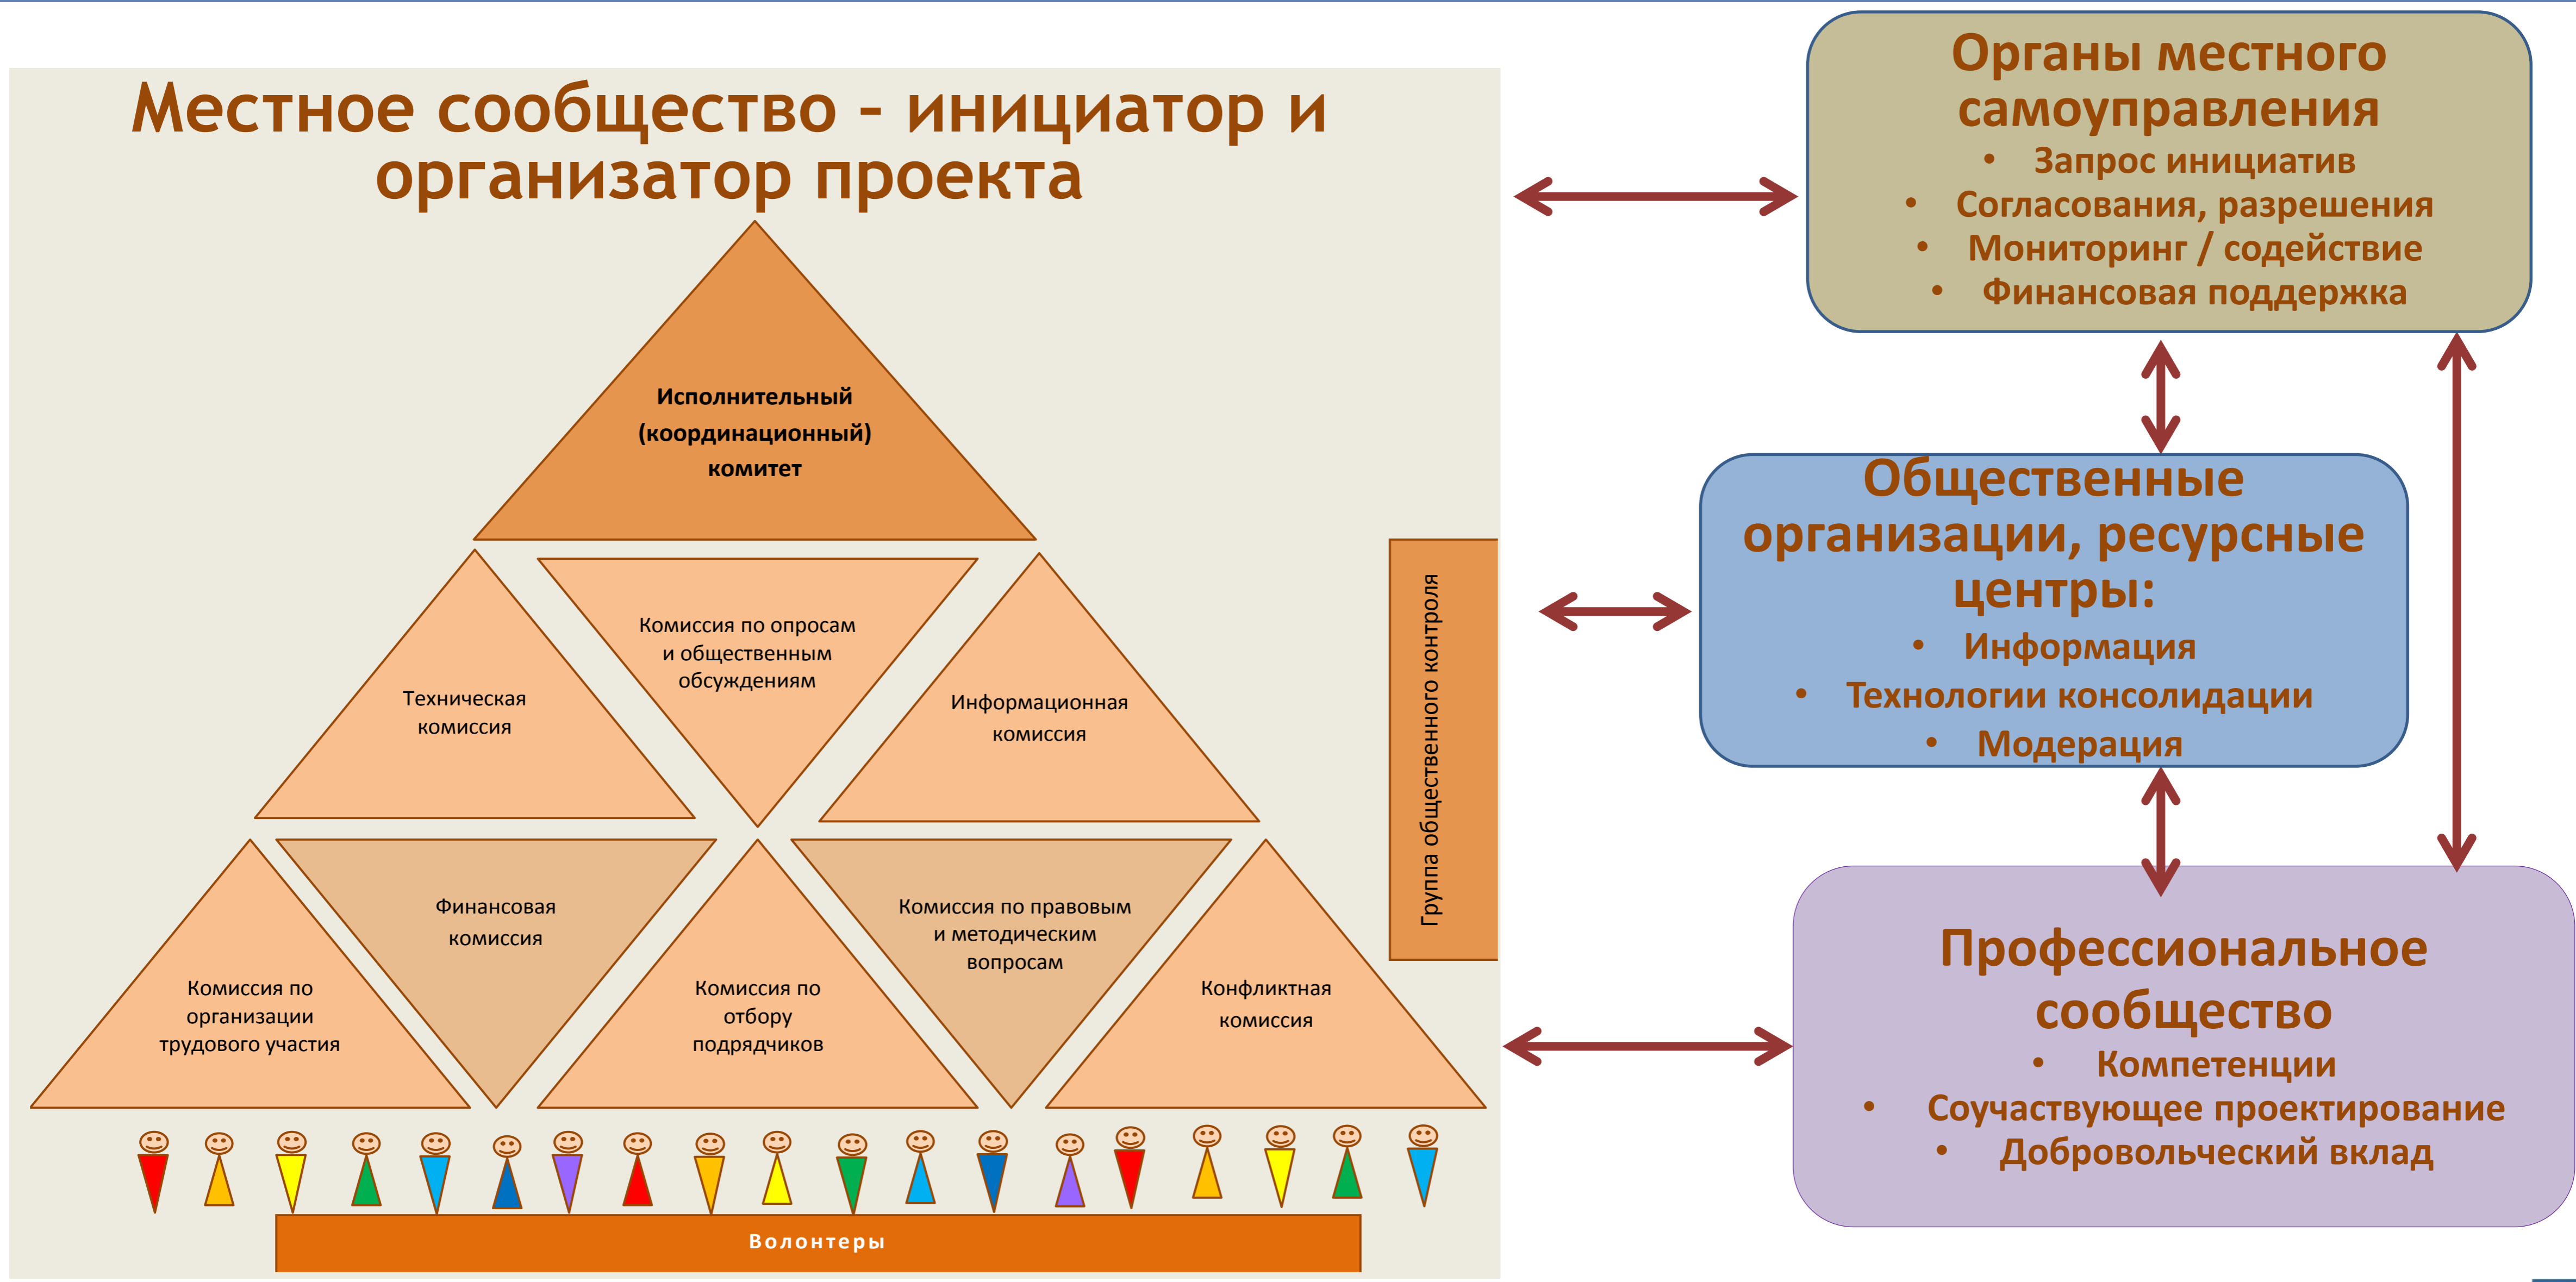 Местное сообщество - инициатор и
организатор проекта
Исполнительный
(координационный)
комитет
Техническая
комиссия
Комиссия по опросам
и общественным
обсуждениям
Информационная
комиссия
Комиссия по
организации
трудового участия
Финансовая
комиссия
Комиссия по
отбору
подрядчиков
Комиссия по правовым
и методическим
вопросам
Конфликтная
комиссия
Группа общественного контроля
Волонтеры
Органы местного
самоуправления
• Запрос инициатив
• Согласования, разрешения
• Мониторинг / содействие
• Финансовая поддержка
Общественные
организации, ресурсные
центры:
• Информация
• Технологии консолидации
• Модерация
Профессиональное
сообщество
• Компетенции
• Соучаствующее проектирование
• Добровольческий вклад